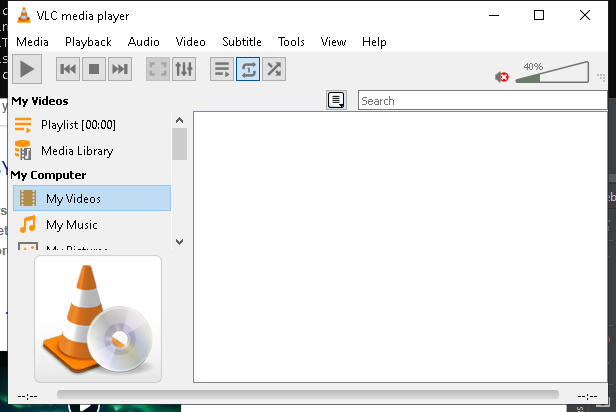 VLC media player
Media Playback Audio Video Subtitle Tools View Help
40%
My Videos
Search
Playlist [00:00]
Media Library
My Computer
My Videos
My Music
My Pictures
--:-- --:--